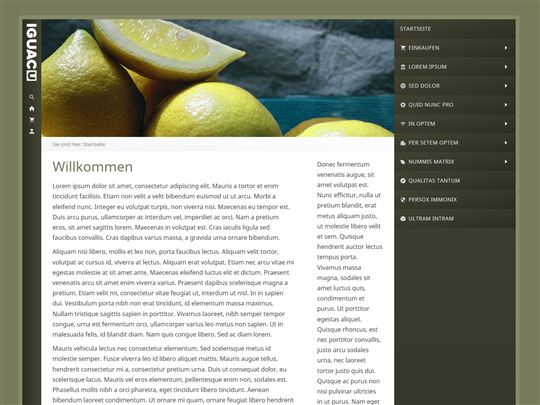 IGUACU
STARTSEITE
EINKAUFEN
LOREM IPSUM
SED DOLOR
QUID NUNC PRO
IN OPTEM
PER SETEM OPTEM
NUMMIS MATRIX
QUALITAS TANTUM
PERSOX IMMONIX
ULTRAM INTRAM
Sie sind hier: Startseite
Willkommen
Lorem ipsum dolor sit amet, consectetur adipiscing elit. Mauris a tortor et enim
tincidunt facilisis. Etiam non velit a velit bibendum euismod ut ut arcu. Morbi a
eleifend nunc. Integer eu volutpat turpis, non viverra nisi. Maecenas eu tempor est.
Duis arcu purus, ullamcorper ac interdum vel, imperdiet ac orci. Nam a pretium
eros, sit amet sagittis lorem. Maecenas in volutpat est. Cras iaculis ligula sed
faucibus convallis. Cras dapibus varius massa, a gravida urna ornare bibendum.
Aliquam nisi libero, mollis et leo non, porta faucibus lectus. Aliquam velit tortor,
volutpat ac cursus id, viverra at lectus. Aliquam erat volutpat. Etiam nec arcu vitae mi
egestas molestie at sit amet ante. Maecenas eleifend luctus elit et dictum. Praesent
venenatis arcu sit amet enim viverra varius. Praesent dapibus scelerisque magna a
pretium. Etiam velit mi, consectetur vitae feugiat ut, interdum ut nisl. In in sapien
dui. Vestibulum porta nibh non erat tincidunt, id elementum massa maximus.
Nullam tristique sagittis sapien in porttitor. Vivamus laoreet, nibh semper tempor
congue, urna est fermentum orci, ullamcorper varius leo metus non sapien. Ut in
malesuada felis, id blandit diam. Nam quis congue libero. Sed ac diam lorem.
Mauris vehicula lectus nec consectetur elementum. Sed scelerisque metus id
molestie semper. Fusce viverra leo id libero aliquet mattis. Mauris augue tellus,
hendrerit consectetur mi a, consectetur pretium urna. Duis ut consequat dolor, eu
scelerisque lacus. Mauris vel eros elementum, pellentesque enim non, sodales est.
Phasellus mollis nibh a orci pharetra, eget tincidunt libero tincidunt. Aenean
bibendum laoreet condimentum. Ut ornare mi quam, ornare feugiat libero hendrerit
Donec fermentum
venenatis augue, sit
amet volutpat est.
Nunc efficitur, nulla ut
pretium blandit, erat
metus aliquam justo,
ut molestie libero velit
et sem. Quisque
hendrerit auctor lectus
tempus porta.
Vivamus massa
magna, sodales sit
amet luctus quis,
condimentum et
purus. Ut porttitor
egestas aliquet.
Quisque rhoncus, est
nec porttitor convallis,
justo arcu sodales
urna, nec laoreet
tortor justo quis dui.
Quisque ac purus non
nisi pulvinar ultricies
in ut purus. Nam eget